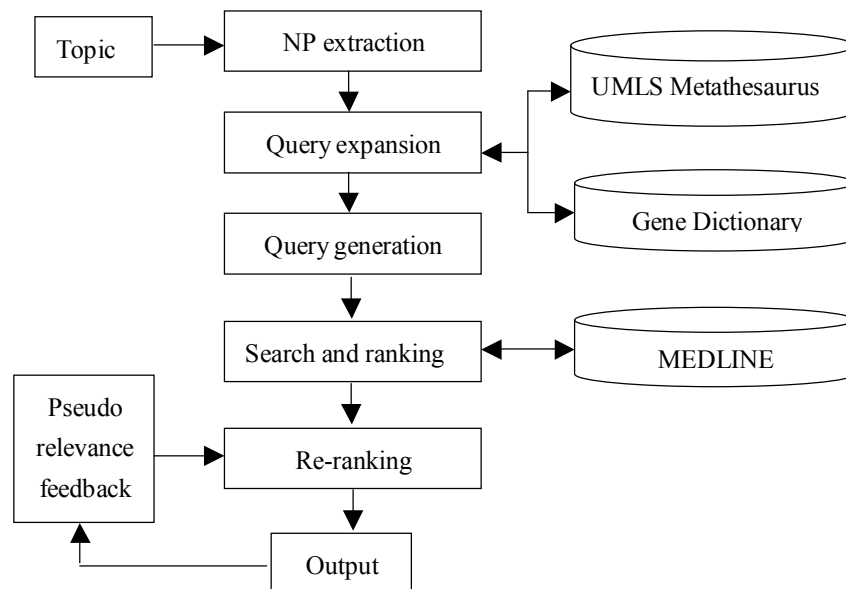 Topic
NP extraction
UMLS Metathesaurus
Query expansion
Gene Dictionary
Query generation
Search and ranking
MEDLINE
Pseudo
relevance
feedback
Re-ranking
Output